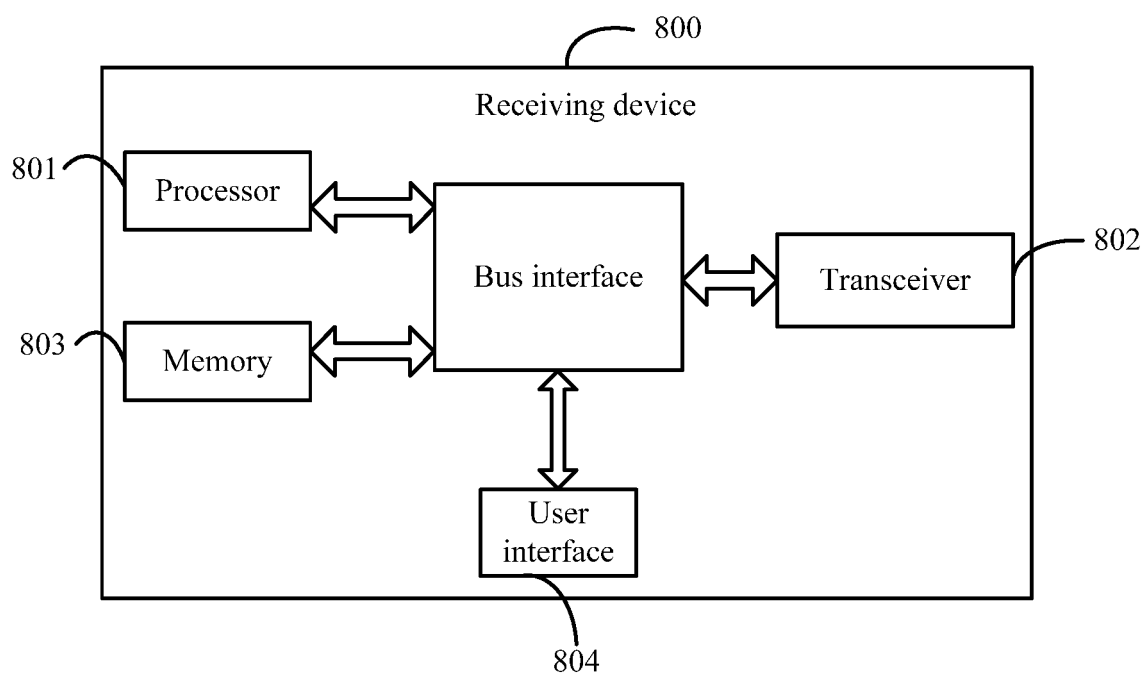 800
Receiving device
801
Processor
Bus interface
Transceiver
802
803
Memory
User
interface
804